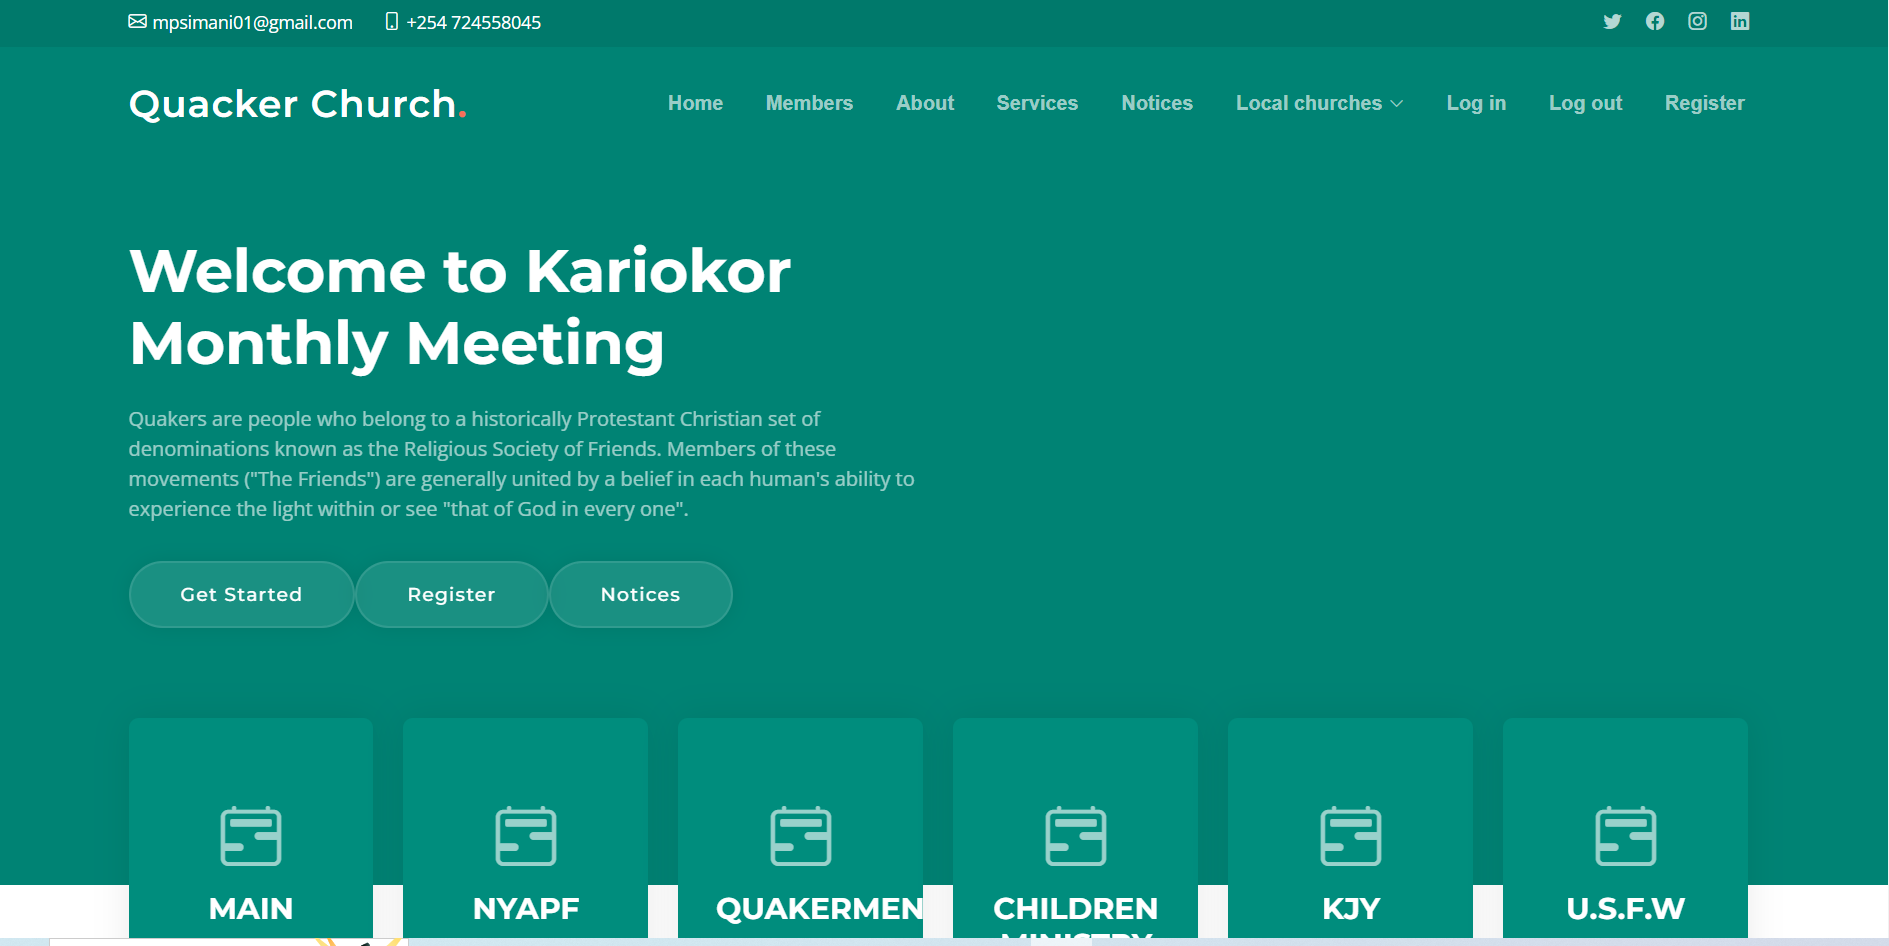 mpsimani01@gmail.com +254 724558045
Quacker Church.
Home Members About Services Notices Local churches Log in Log out Register
Welcome to Kariokor
Monthly Meeting
Quakers are people who belong to a historically Protestant Christian set of
denominations known as the Religious Society of Friends. Members of these
movements ("The Friends") are generally united by a belief in each human's ability to
experience the light within or see "that of God in every one".
Get Started Register Notices
MAIN NYAPF QUAKERMEN CHILDREN KJY U.S.F.W
MINISTRY